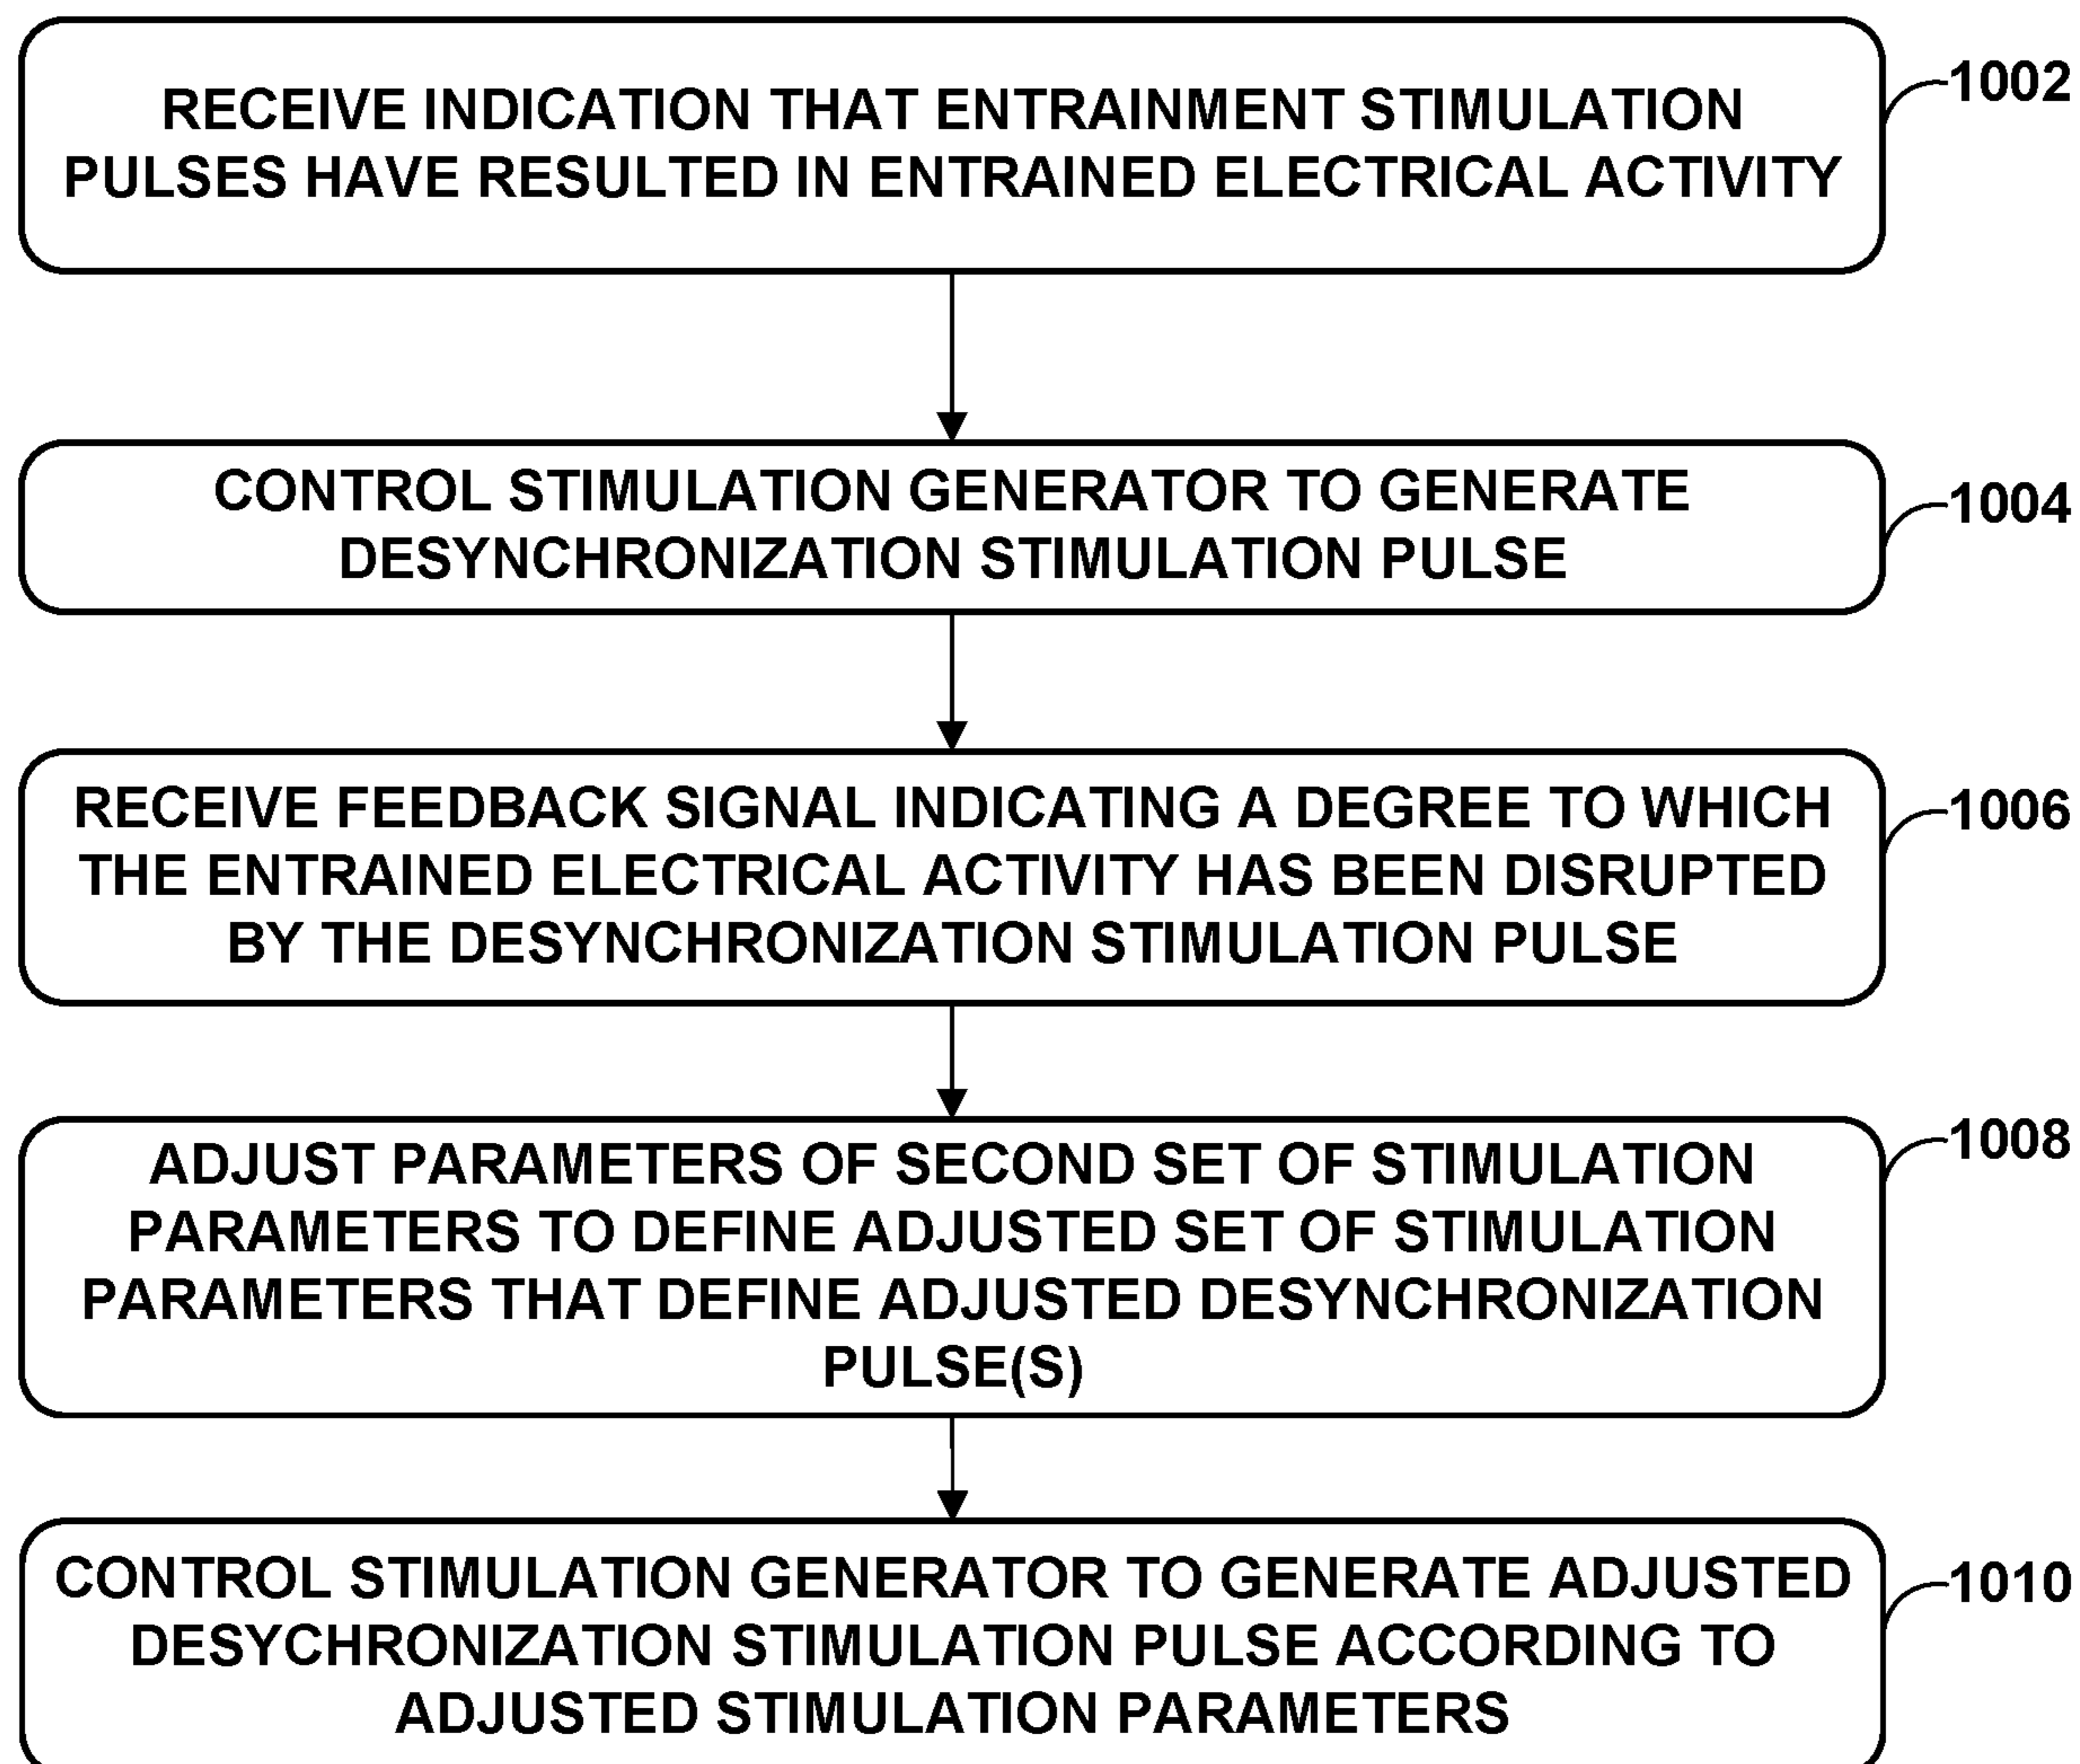 RECEIVE INDICATION THAT ENTRAINMENT STIMULATION
PULSES HAVE RESULTED IN ENTRAINED ELECTRICAL ACTIVITY
1002
CONTROL STIMULATION GENERATOR TO GENERATE
DESYNCHRONIZATION STIMULATION PULSE
1004
RECEIVE FEEDBACK SIGNAL INDICATING A DEGREE TO WHICH
THE ENTRAINED ELECTRICAL ACTIVITY HAS BEEN DISRUPTED
BY THE DESYNCHRONIZATION STIMULATION PULSE
1006
ADJUST PARAMETERS OF SECOND SET OF STIMULATION
PARAMETERS TO DEFINE ADJUSTED SET OF STIMULATION
PARAMETERS THAT DEFINE ADJUSTED DESYNCHRONIZATION
PULSE(S)
1008
CONTROL STIMULATION GENERATOR TO GENERATE ADJUSTED
DESYCHRONIZATION STIMULATION PULSE ACCORDING TO
ADJUSTED STIMULATION PARAMETERS
1010